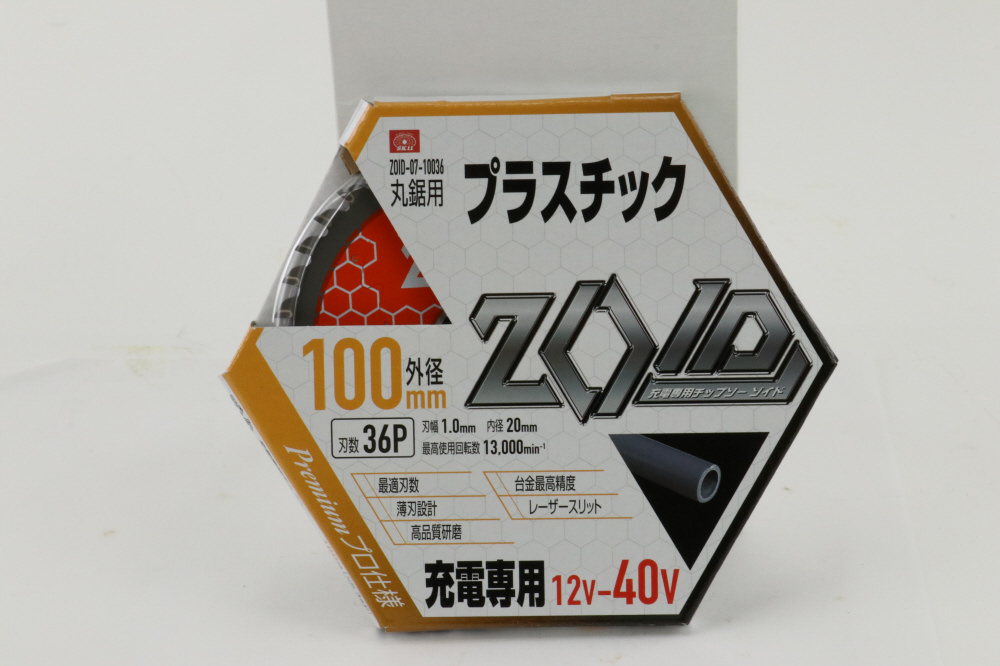 SK11
ZOID-07-10036
丸鋸用
プラスチック
ZOID
充電専用チップソー ゾイド
100mm 外径
刃数 36P
刃幅 1.0mm 内径 20mm
最高使用回転数 13,000min⁻¹
最適刃数
薄刃設計
高品質研磨
台金最高精度
レーザースリット
Premium プロ仕様
充電専用 12V-40V